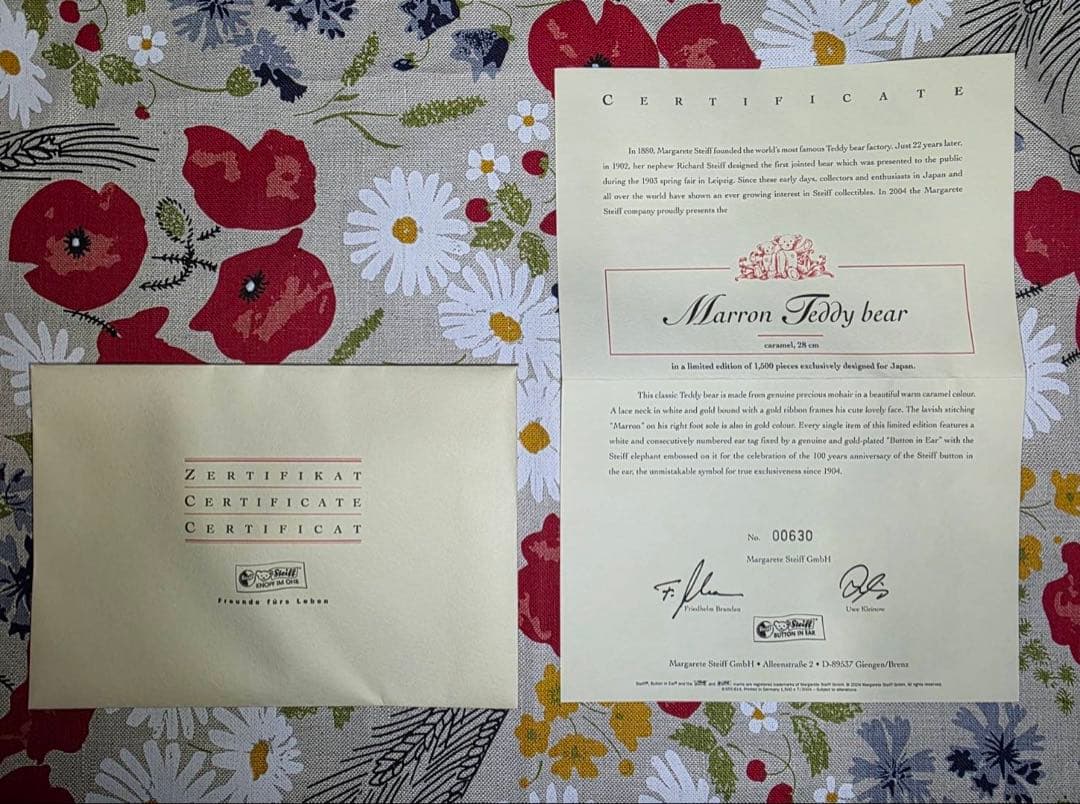 ZERTIFIKAT
CERTIFICATE
CERTIFICAT
Steiff
KNOPF IM OHR
Freunde fürs Leben
CERTIFICATE
In 1880, Margarete Steiff founded the world's most famous Teddy bear factory. Just 22 years later,
in 1902, her nephew Richard Steiff designed the first jointed bear which was presented to the public
during the 1903 spring fair in Leipzig. Since these early days, collectors and enthusiasts in Japan and
all over the world have shown an ever growing interest in Steiff collectibles. In 2004 the Margarete
Steiff company proudly presents the
Marron Teddy bear
caramel, 28 cm
in a limited edition of 1,500 pieces exclusively designed for Japan.
This classic Teddy bear is made from genuine precious mohair in a beautiful warm caramel colour.
A lace neck in white and gold bound with a gold ribbon frames his cute lovely face. The lavish stitching
"Marron" on his right foot sole is also in gold colour. Every single item of this limited edition features a
white and consecutively numbered ear tag fixed by a genuine and gold-plated "Button in Ear" with the
Steiff elephant embossed on it for the celebration of the 100 years anniversary of the Steiff button in
the ear, the unmistakable symbol for true exclusiveness since 1904.
No. 00630
Margarete Steiff GmbH
Friedhelm Brandau
Uwe Kleinow
Steiff
BUTTON IN EAR
Margarete Steiff GmbH • Alleenstraße 2 • D-89537 Giengen/Brenz